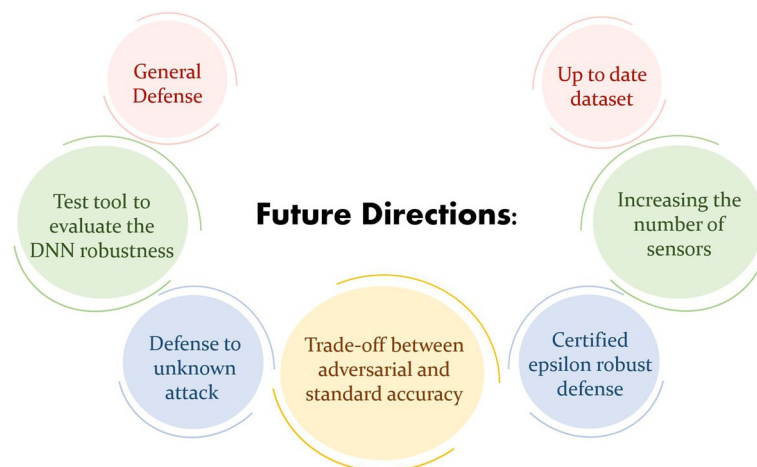 General
Defense
Up to date
dataset
Test tool to
evaluate the
DNN robustness
Future Directions:
Increasing the
number of
sensors
Defense to
unknown
attack
Trade-off between
adversarial and
standard accuracy
Certified
epsilon robust
defense